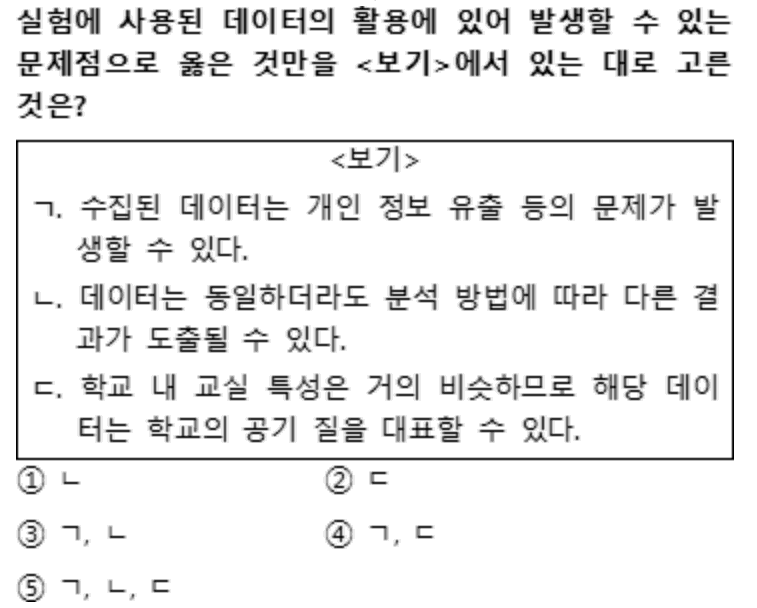 실험에 사용된 데이터의 활용에 있어 발생할 수 있는
문제점으로 옳은 것만을 <보기>에서 있는 대로 고른
것은?
<보기>
ㄱ. 수집된 데이터는 개인 정보 유출 등의 문제가 발
생할 수 있다.
ㄴ. 데이터는 동일하더라도 분석 방법에 따라 다른 결
과가 도출될 수 있다.
ㄷ. 학교 내 교실 특성은 거의 비슷하므로 해당 데이
터는 학교의 공기 질을 대표할 수 있다.
① ㄴ ② ㄷ
③ ㄱ, ㄴ ④ ㄱ, ㄷ
⑤ ㄱ, ㄴ, ㄷ